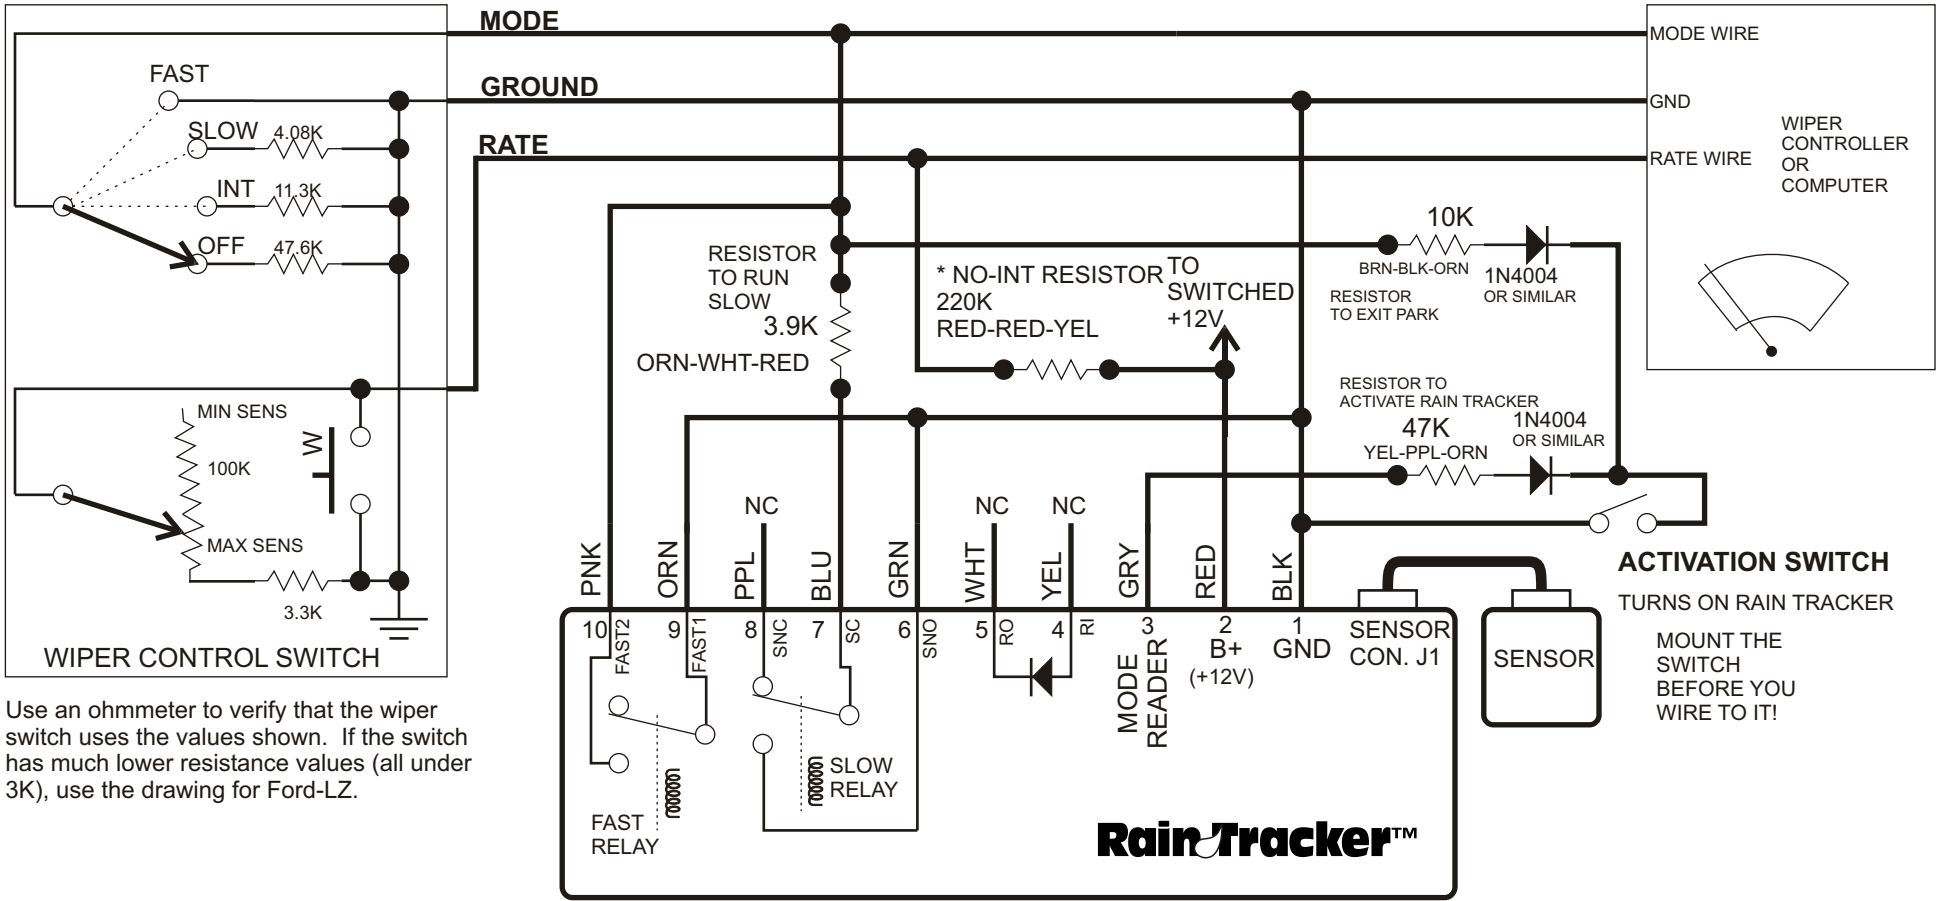 MODE
MODE WIRE
FAST
GROUND
GND
SLOW 4.08K
RATE
RATE WIRE
WIPER
CONTROLLER
OR
COMPUTER
INT 11.3K
OFF 47.6K
10K
BRN-BLK-ORN
1N4004
OR SIMILAR
RESISTOR
TO EXIT PARK
RESISTOR
TO RUN
SLOW
3.9K
ORN-WHT-RED
* NO-INT RESISTOR
220K
RED-RED-YEL
TO
SWITCHED
+12V
RESISTOR TO
ACTIVATE RAIN TRACKER
47K
YEL-PPL-ORN
1N4004
OR SIMILAR
MIN SENS
100K
W
MAX SENS
3.3K
WIPER CONTROL SWITCH
NC
NC
NC
PNK
ORN
PPL
BLU
GRN
WHT
YEL
GRY
RED
BLK
ACTIVATION SWITCH
TURNS ON RAIN TRACKER
MOUNT THE
SWITCH
BEFORE YOU
WIRE TO IT!
10
FAST2
9
FAST1
8
SNC
7
SC
6
SNO
5
RO
4
RI
3
MODE
READER
2
B+
(+12V)
1
GND
SENSOR
CON. J1
SENSOR
FAST
RELAY
SLOW
RELAY
RainTracker™
Use an ohmmeter to verify that the wiper
switch uses the values shown. If the switch
has much lower resistance values (all under
3K), use the drawing for Ford-LZ.